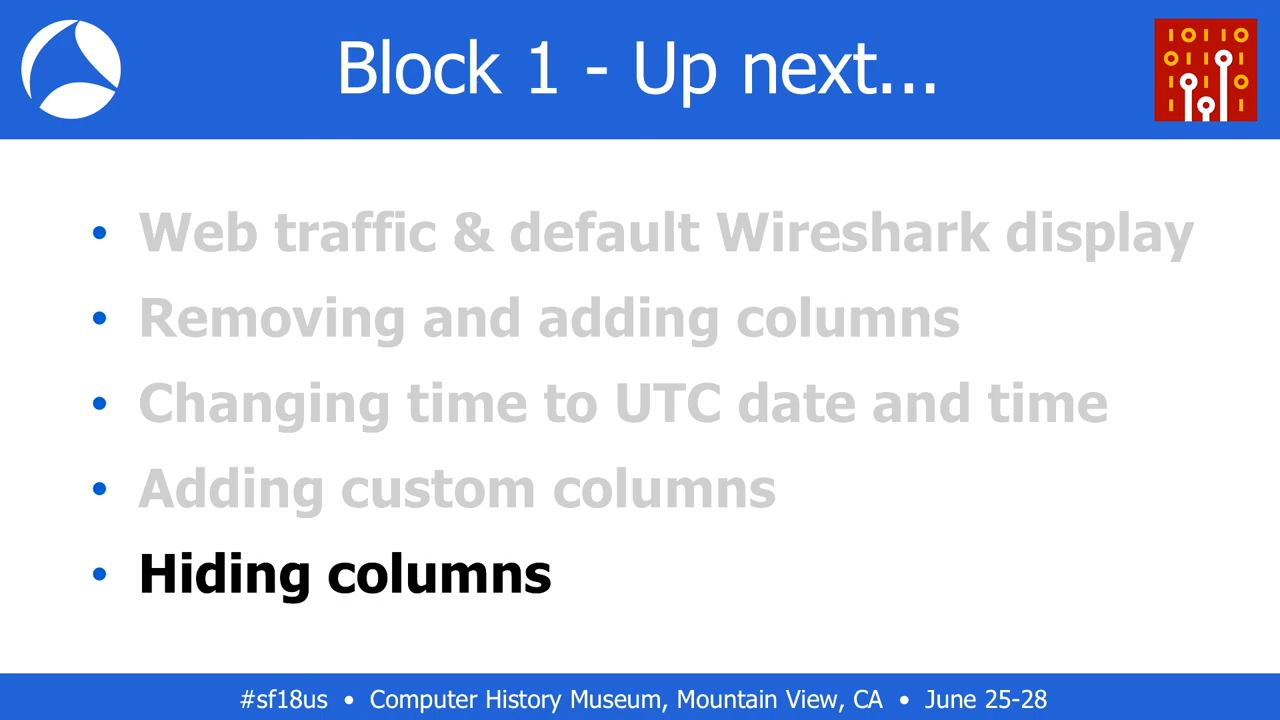 Block 1 - Up next...
• Web traffic & default Wireshark display
• Removing and adding columns
• Changing time to UTC date and time
• Adding custom columns
• Hiding columns
#sf18us • Computer History Museum, Mountain View, CA • June 25-28